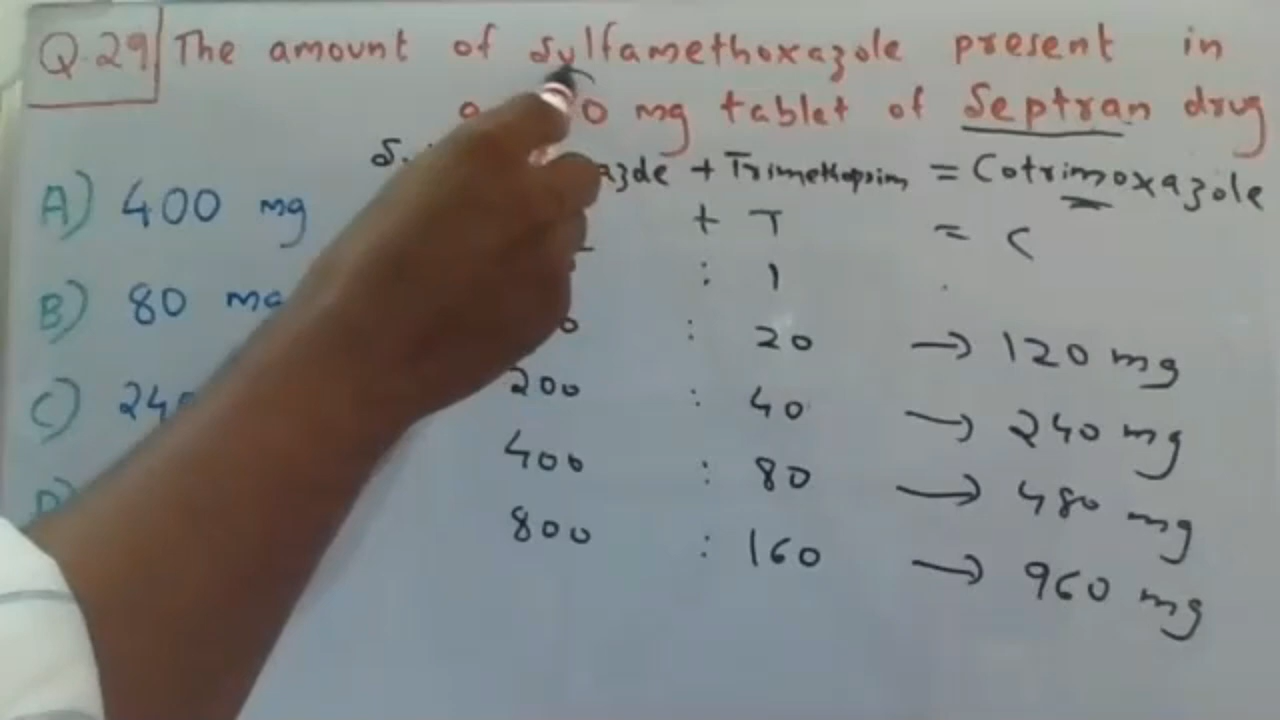 Q.29 The amount of Sulfamethoxazole present in
mg tablet of Septran drug
+ Trimethoprim = Cotrimoxazole
A) 400 mg
+ T = C
: 1
B) 80
: 20 → 120 mg
C)
200 : 40 → 240 mg
400 : 80 → 480 mg
800 : 160 → 960 mg